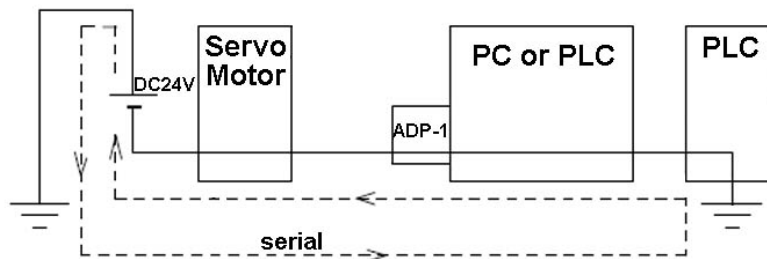 Servo
Motor
PC or PLC
PLC
DC24V
ADP-1
serial